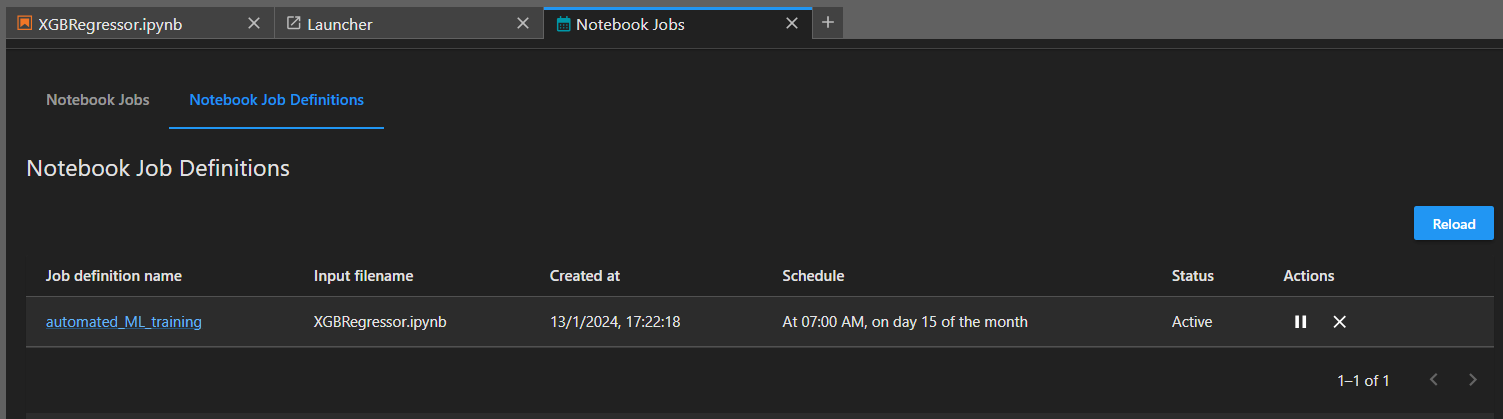 XGBRegressor.ipynb Launcher Notebook Jobs
Notebook Jobs Notebook Job Definitions
Notebook Job Definitions
Reload
Job definition name Input filename Created at Schedule Status Actions
automated_ML_training XGBRegressor.ipynb 13/1/2024, 17:22:18 At 07:00 AM, on day 15 of the month Active
1–1 of 1